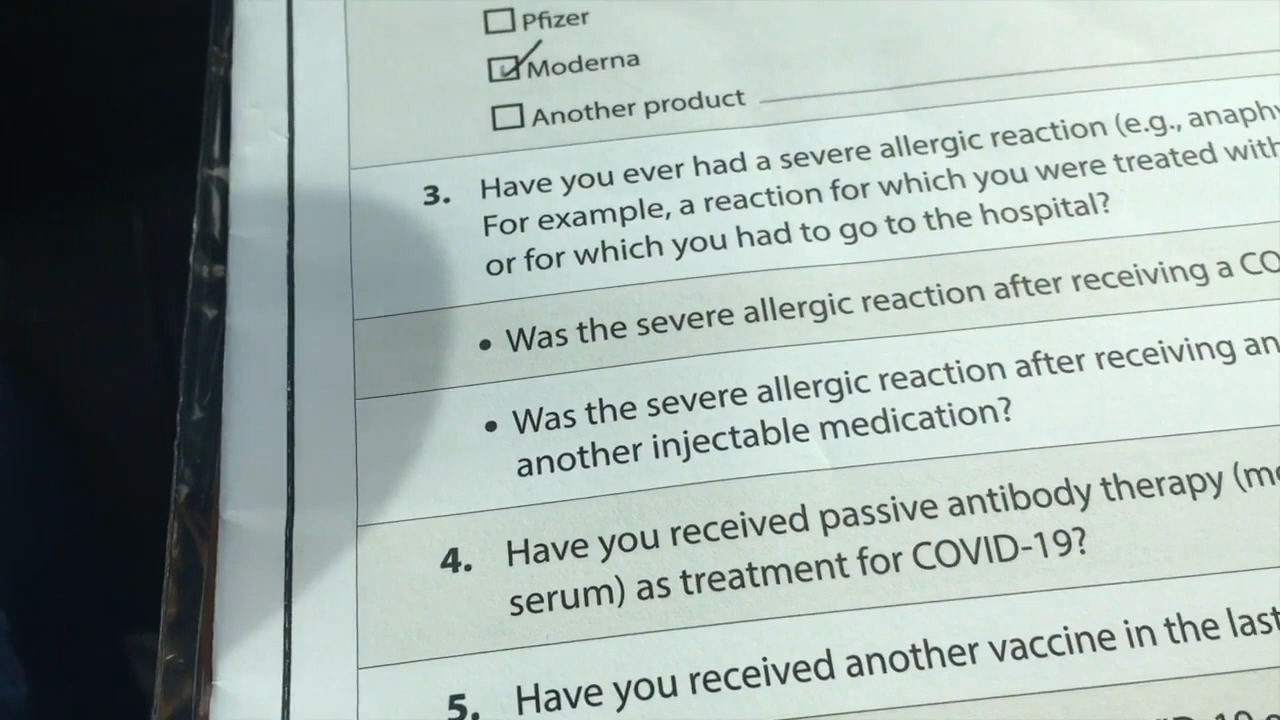 Pfizer
Moderna
Another product
3. Have you ever had a severe allergic reaction (e.g.,
For example, a reaction for which you were treated with
or for which you had to go to the hospital?
• Was the severe allergic reaction after receiving a
• Was the severe allergic reaction after receiving an
another injectable medication?
4. Have you received passive antibody therapy
serum) as treatment for COVID-19?
5. Have you received another vaccine in the last